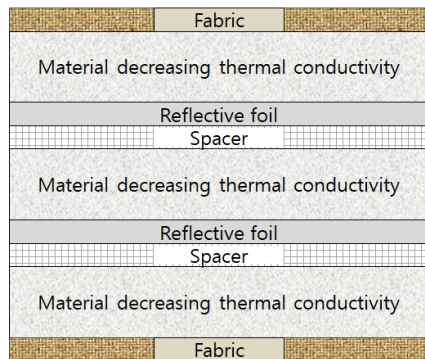 Fabric
Material decreasing thermal conductivity
Reflective foil
Spacer
Material decreasing thermal conductivity
Reflective foil
Spacer
Material decreasing thermal conductivity
Fabric